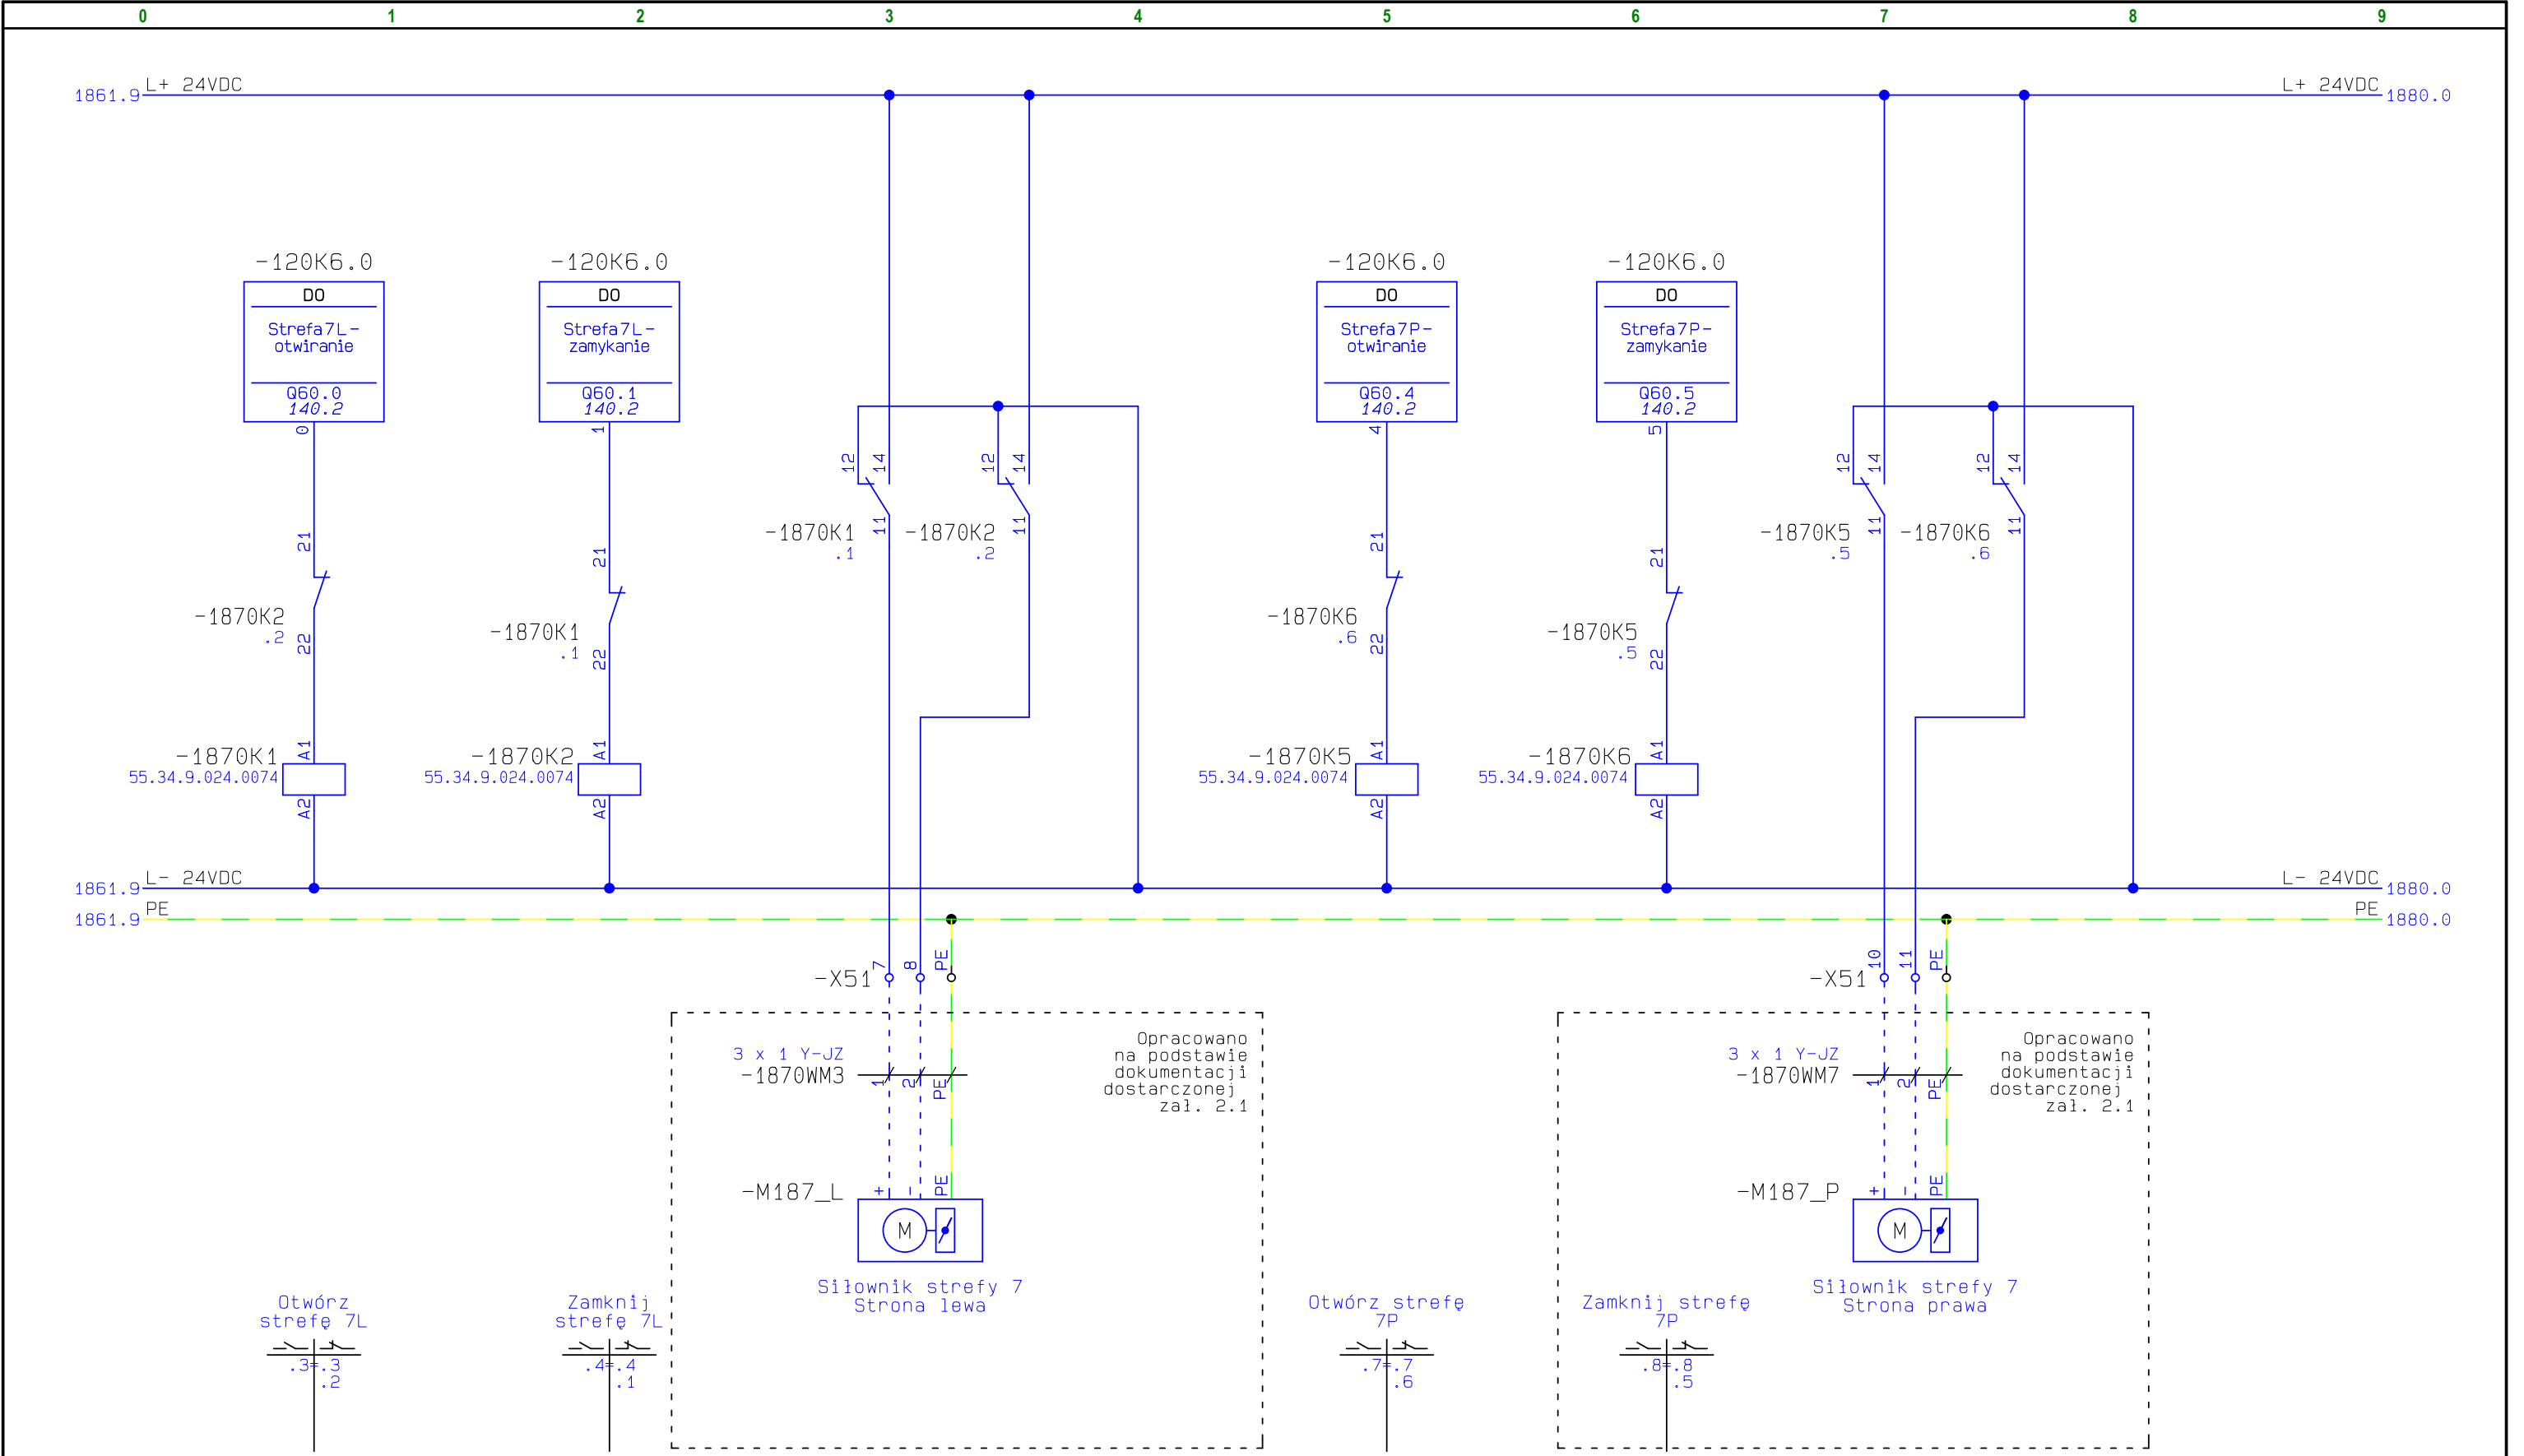 0 1 2 3 4 5 6 7 8 9
L+ 24VDC L+ 24VDC
1861.9 1880.0
-120K6.0 -120K6.0 -120K6.0 -120K6.0
DO DO DO DO
Strefa7L- Strefa7L- Strefa7P- Strefa7P-
otwiranie zamykanie otwiranie zamykanie
Q60.0 Q60.1 Q60.4 Q60.5
140.2 140.2 140.2 140.2
0 1 4 5
12 14 12 14 12 14 12 14
21 21 21 21
-1870K1 11 -1870K2 11 -1870K5 11 -1870K6 11
.1 .2 .5 .6
-1870K2 -1870K1 -1870K6 -1870K5
.2 22 .1 22 .6 22 .5 22
-1870K1 A1 -1870K2 A1 -1870K5 A1 -1870K6 A1
55.34.9.024.0074 55.34.9.024.0074 55.34.9.024.0074 55.34.9.024.0074
A2 A2 A2 A2
L- 24VDC L- 24VDC
1861.9 1880.0
PE PE
1861.9 1880.0
-X51 7 8 PE -X51 10 11 PE
Opracowano
na podstawie
dokumentacji
dostarczonej
zał. 2.1
3 x 1 Y-JZ
-1870WM3 1 2 PE
-M187_L + - PE
M
Siłownik strefy 7
Strona lewa
Opracowano
na podstawie
dokumentacji
dostarczonej
zał. 2.1
3 x 1 Y-JZ
-1870WM7 1 2 PE
-M187_P + - PE
M
Siłownik strefy 7
Strona prawa
Otwórz
strefę 7L
.3=.3
.2
Zamknij
strefę 7L
.4=.4
.1
Otwórz strefę
7P
.7=.7
.6
Zamknij strefę
7P
.8=.8
.5